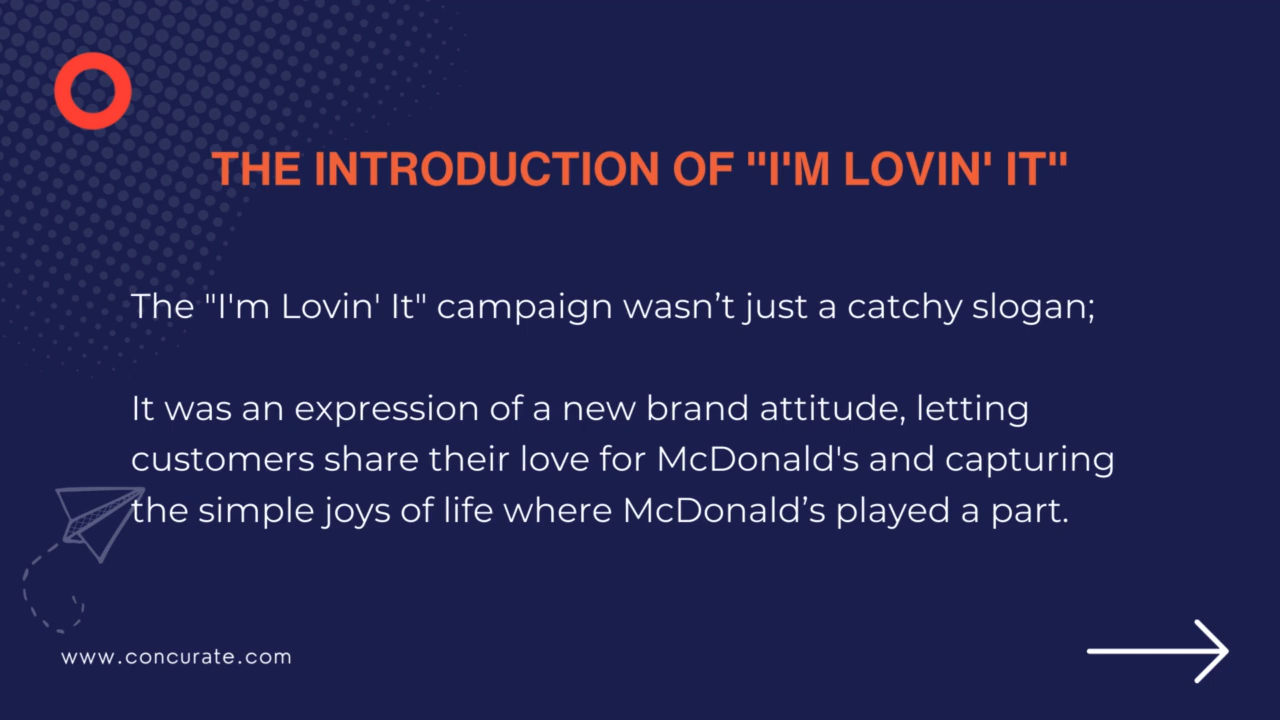 THE INTRODUCTION OF "I'M LOVIN' IT"
The "I'm Lovin' It" campaign wasn’t just a catchy slogan;
It was an expression of a new brand attitude, letting
customers share their love for McDonald's and capturing
the simple joys of life where McDonald’s played a part.
www.concurate.com